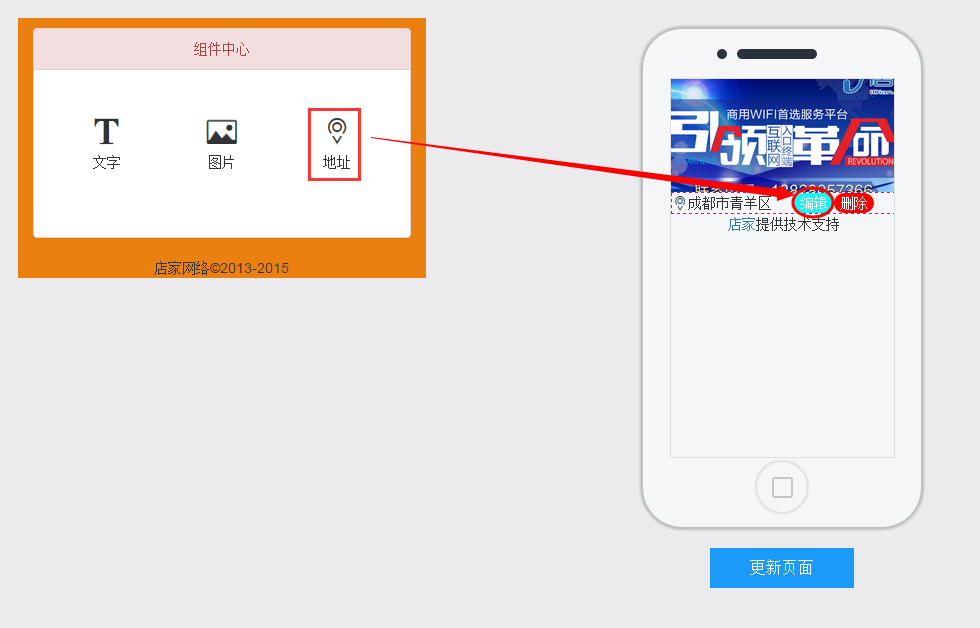 组件中心
文字
图片
地址
店家网络©2013-2015
商用WIFI首选服务平台
引领
互联网
入口终端
革命
REVOLUTION
成都市青羊区
编辑
删除
店家提供技术支持
更新页面